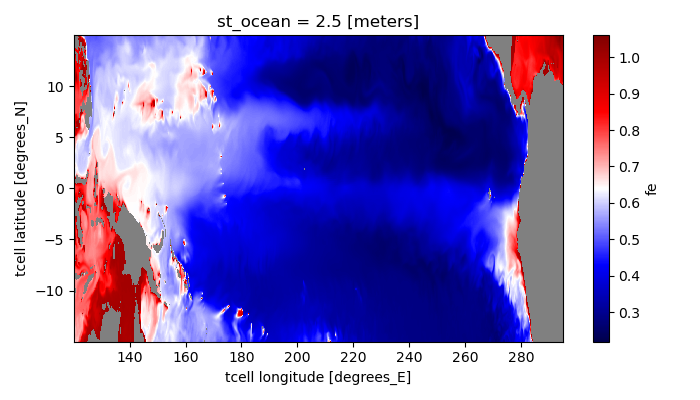 st_ocean = 2.5 [meters]
10
5
0
−5
−10
tcell latitude [degrees_N]
140 160 180 200 220 240 260 280
tcell longitude [degrees_E]
1.0
0.9
0.8
0.7
0.6
0.5
0.4
0.3
fe